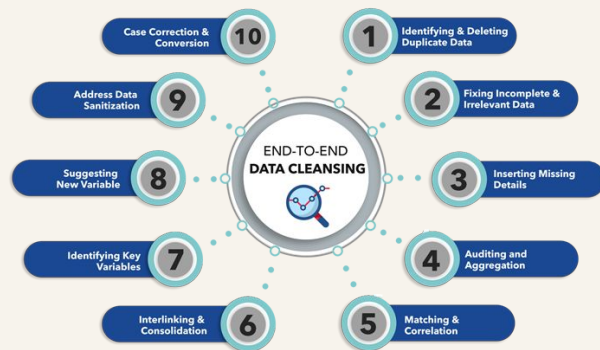 END-TO-END
DATA CLEANSING
1
Identifying & Deleting
Duplicate Data
2
Fixing Incomplete &
Irrelevant Data
3
Inserting Missing
Details
4
Auditing and
Aggregation
5
Matching &
Correlation
6
Interlinking &
Consolidation
7
Identifying Key
Variables
8
Suggesting
New Variable
9
Address Data
Sanitization
10
Case Correction &
Conversion